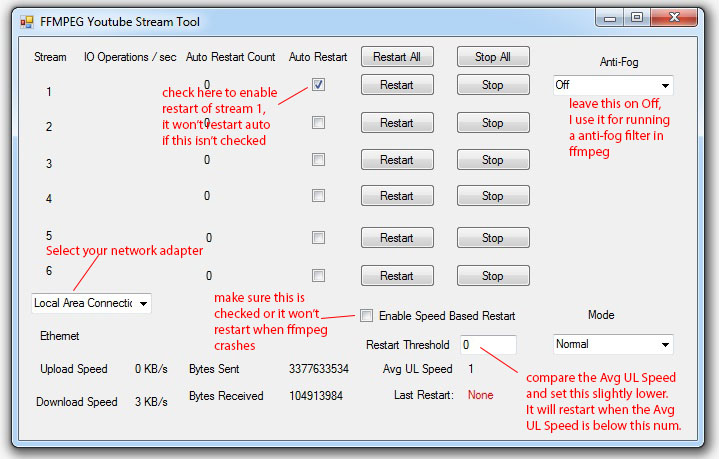 FFMPEG Youtube Stream Tool
Stream IO Operations / sec Auto Restart Count Auto Restart Restart All Stop All Anti-Fog
1 0 Restart Stop Off
check here to enable
restart of stream 1,
it won't restart auto
if this isn't checked
leave this on Off,
I use it for running
a anti-fog filter in
ffmpeg
2 0 Restart Stop
3 0 Restart Stop
4 0 Restart Stop
5 0 Restart Stop
Select your network adapter
6 0 Restart Stop
Local Area Connectic
make sure this is
checked or it won't
restart when ffmpeg
crashes
Enable Speed Based Restart Mode
Ethernet Restart Threshold 0 Normal
Upload Speed 0 KB/s Bytes Sent 3377633534 Avg UL Speed 1
Download Speed 3 KB/s Bytes Received 104913984 Last Restart: None
compare the Avg UL Speed
and set this slightly lower.
It will restart when the Avg
UL Speed is below this num.